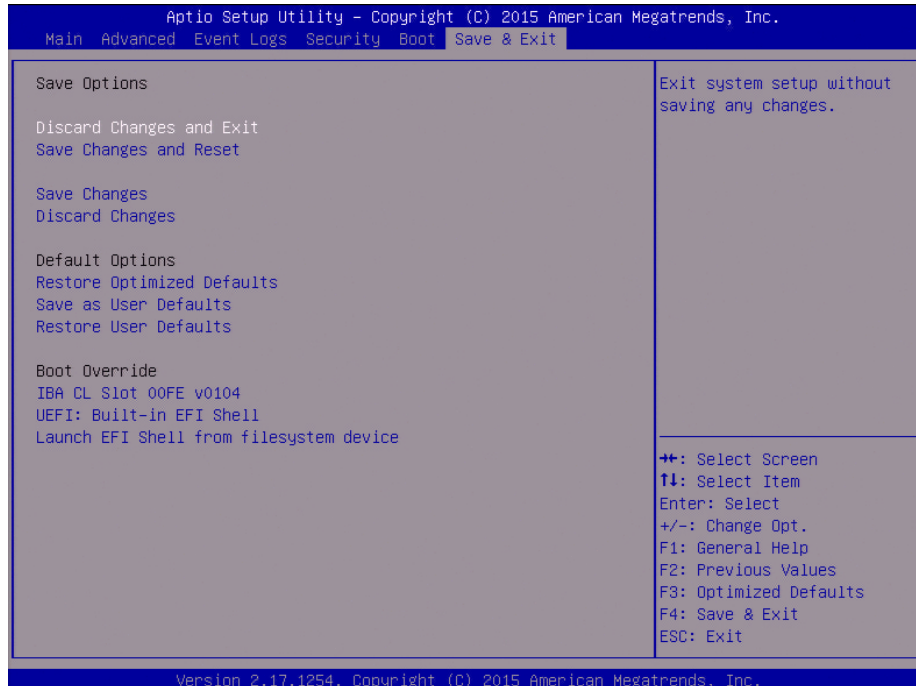 Aptio Setup Utility – Copyright (C) 2015 American Megatrends, Inc.
Main Advanced Event Logs Security Boot Save & Exit
Save Options
Discard Changes and Exit
Save Changes and Reset
Save Changes
Discard Changes
Default Options
Restore Optimized Defaults
Save as User Defaults
Restore User Defaults
Boot Override
IBA CL Slot 00FE v0104
UEFI: Built-in EFI Shell
Launch EFI Shell from filesystem device
Exit system setup without
saving any changes.
→←: Select Screen
↑↓: Select Item
Enter: Select
+/-: Change Opt.
F1: General Help
F2: Previous Values
F3: Optimized Defaults
F4: Save & Exit
ESC: Exit
Version 2.17.1254. Copyright (C) 2015 American Megatrends, Inc.